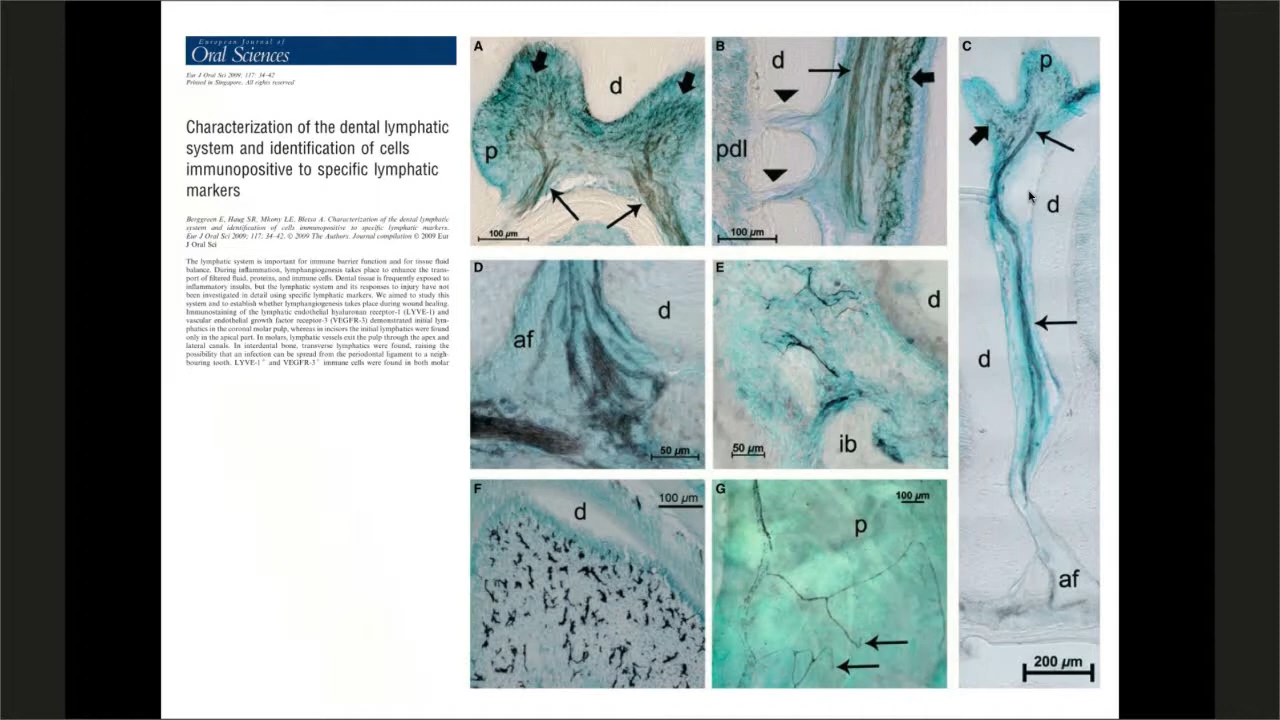 European Journal of
Oral Sciences
Eur J Oral Sci 2009; 117: 34–42
Printed in Singapore. All rights reserved
Characterization of the dental lymphatic
system and identification of cells
immunopositive to specific lymphatic
markers
Berggreen E, Haug SR, Mkony LE, Bletsa A. Characterization of the dental lymphatic
system and identification of cells immunopositive to specific lymphatic markers.
Eur J Oral Sci 2009; 117: 34–42. © 2009 The Authors. Journal compilation © 2009 Eur
J Oral Sci
The lymphatic system is important for immune barrier function and for tissue fluid
balance. During inflammation, lymphangiogenesis takes place to enhance the trans-
port of filtered fluid, proteins, and immune cells. Dental tissue is frequently exposed to
inflammatory insults, but the lymphatic system and its responses to injury have not
been investigated in detail using specific lymphatic markers. We aimed to study this
system and to establish whether lymphangiogenesis takes place during wound healing.
Immunostaining of the lymphatic endothelial hyaluronan receptor-1 (LYVE-1) and
vascular endothelial growth factor receptor-3 (VEGFR-3) demonstrated initial lym-
phatics in the coronal molar pulp, whereas in incisors the initial lymphatics were found
only in the apical part. In molars, lymphatic vessels exit the pulp through the apex and
lateral canals. In interdental bone, transverse lymphatics were found, raising the
possibility that an infection can be spread from the periodontal ligament to a neigh-
bouring tooth. LYVE-1+ and VEGFR-3+ immune cells were found in both molar
A
d
p
100 µm
B
d
pdl
100 µm
C
p
d
d
af
200 µm
D
d
af
50 µm
E
d
ib
50 µm
F
d
100 µm
G
p
100 µm